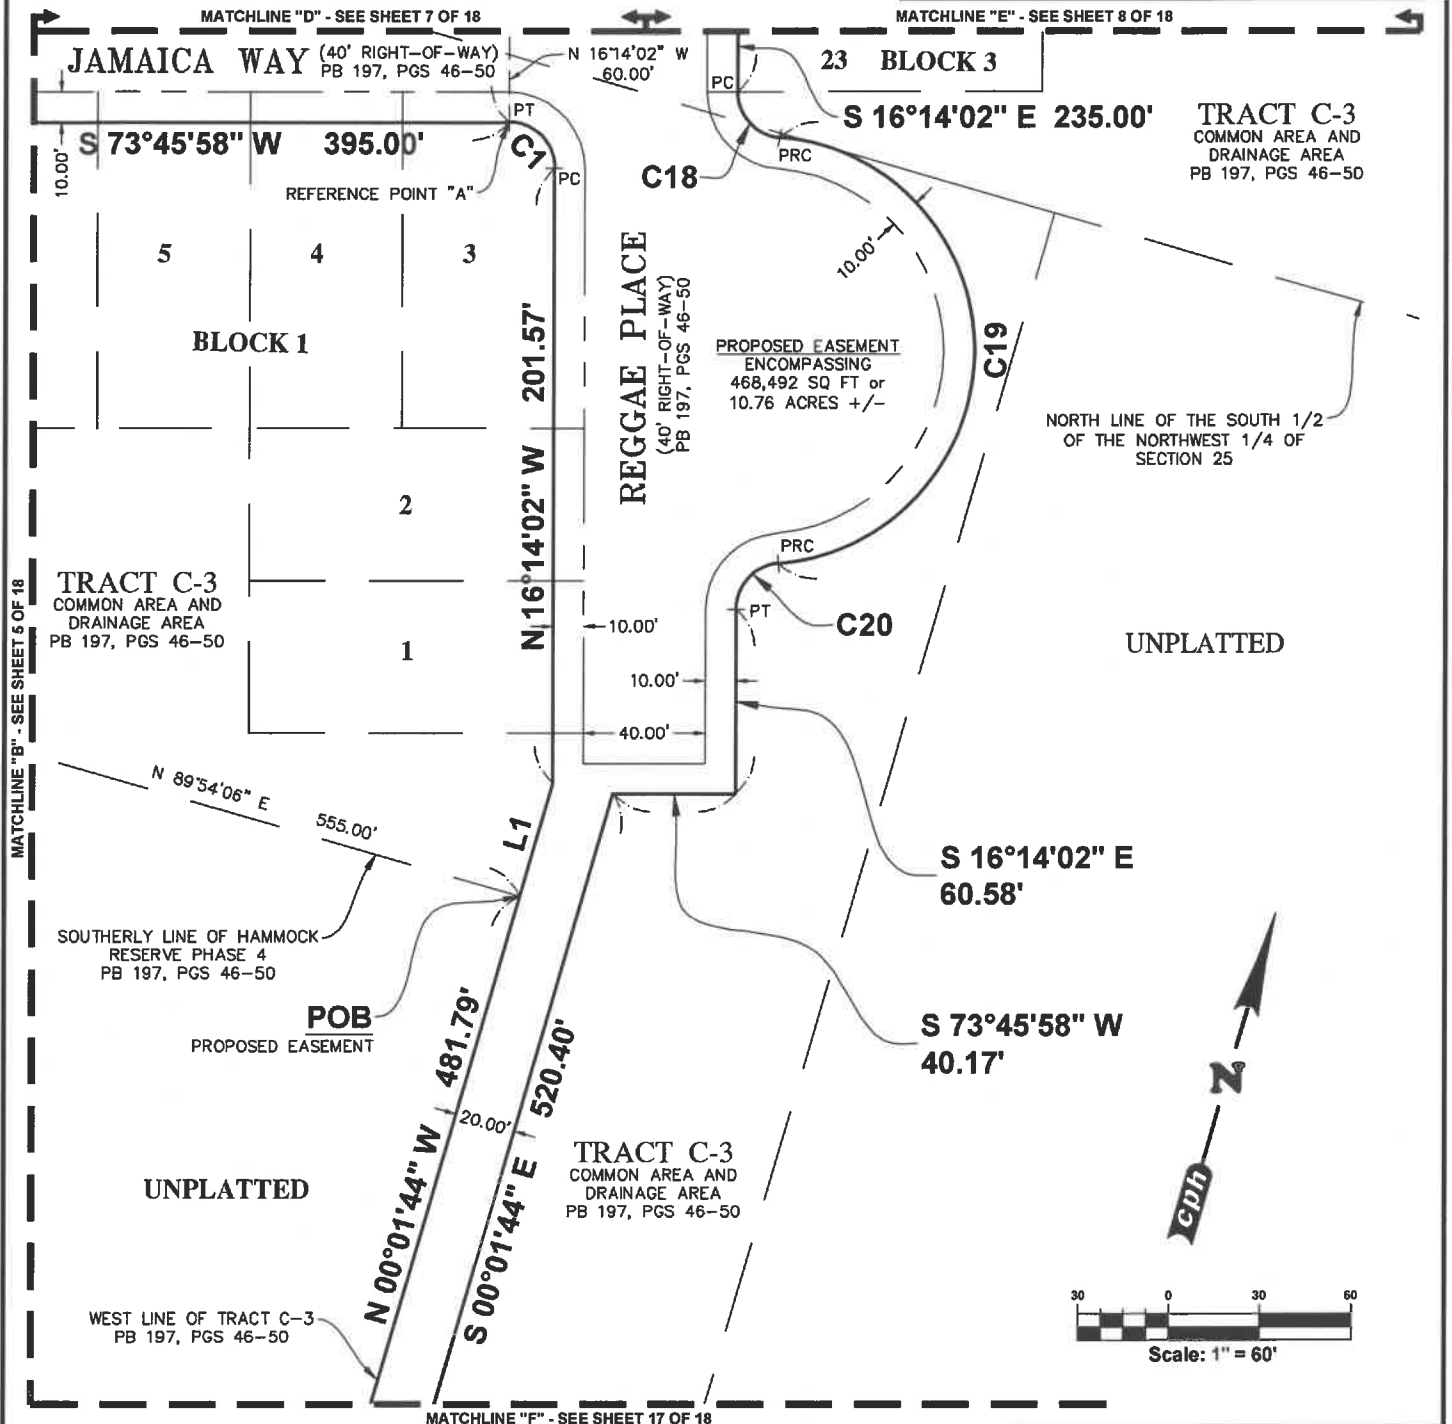 MATCHLINE "D" - SEE SHEET 7 OF 18
MATCHLINE "E" - SEE SHEET 8 OF 18
JAMAICA WAY
(40' RIGHT-OF-WAY)
PB 197, PGS 46-50
N 16°14'02" W
60.00'
PC
23 BLOCK 3
S 16°14'02" E 235.00'
TRACT C-3
COMMON AREA AND
DRAINAGE AREA
PB 197, PGS 46-50
PT
S 73°45'58" W 395.00'
10.00'
C1
PC
REFERENCE POINT "A"
C18
PRC
5
4
3
10.00'
BLOCK 1
N 16°14'02" W 201.57'
REGGAE PLACE
(40' RIGHT-OF-WAY)
PB 197, PGS 46-50
PROPOSED EASEMENT
ENCOMPASSING
468,492 SQ FT or
10.76 ACRES +/-
C19
NORTH LINE OF THE SOUTH 1/2
OF THE NORTHWEST 1/4 OF
SECTION 25
2
PRC
TRACT C-3
COMMON AREA AND
DRAINAGE AREA
PB 197, PGS 46-50
1
PT
10.00'
C20
UNPLATTED
10.00'
40.00'
MATCHLINE "B" - SEE SHEET 5 OF 18
N 89°54'06" E
555.00'
L1
S 16°14'02" E
60.58'
SOUTHERLY LINE OF HAMMOCK
RESERVE PHASE 4
PB 197, PGS 46-50
POB
PROPOSED EASEMENT
S 73°45'58" W
40.17'
N 00°01'44" W 481.79'
20.00'
S 00°01'44" E 520.40'
TRACT C-3
COMMON AREA AND
DRAINAGE AREA
PB 197, PGS 46-50
UNPLATTED
N
cph
WEST LINE OF TRACT C-3
PB 197, PGS 46-50
30 0 30 60
Scale: 1" = 60'
MATCHLINE "F" - SEE SHEET 17 OF 18